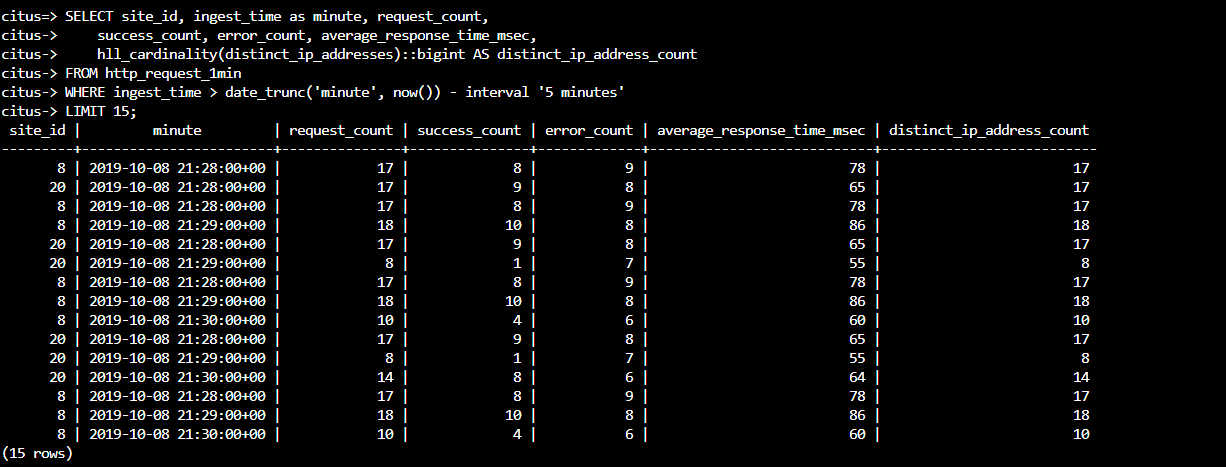 citus=> SELECT site_id, ingest_time as minute, request_count,
citus->     success_count, error_count, average_response_time_msec,
citus->     hll_cardinality(distinct_ip_addresses)::bigint AS distinct_ip_address_count
citus-> FROM http_request_1min
citus-> WHERE ingest_time > date_trunc('minute', now()) - interval '5 minutes'
citus-> LIMIT 15;
 site_id |         minute         | request_count | success_count | error_count | average_response_time_msec | distinct_ip_address_count
---------+------------------------+---------------+---------------+-------------+----------------------------+---------------------------
       8 | 2019-10-08 21:28:00+00 |            17 |             8 |           9 |                         78 |                        17
      20 | 2019-10-08 21:28:00+00 |            17 |             9 |           8 |                         65 |                        17
       8 | 2019-10-08 21:28:00+00 |            17 |             8 |           9 |                         78 |                        17
       8 | 2019-10-08 21:29:00+00 |            18 |            10 |           8 |                         86 |                        18
      20 | 2019-10-08 21:28:00+00 |            17 |             9 |           8 |                         65 |                        17
      20 | 2019-10-08 21:29:00+00 |             8 |             1 |           7 |                         55 |                         8
       8 | 2019-10-08 21:28:00+00 |            17 |             8 |           9 |                         78 |                        17
       8 | 2019-10-08 21:29:00+00 |            18 |            10 |           8 |                         86 |                        18
       8 | 2019-10-08 21:30:00+00 |            10 |             4 |           6 |                         60 |                        10
      20 | 2019-10-08 21:28:00+00 |            17 |             9 |           8 |                         65 |                        17
      20 | 2019-10-08 21:29:00+00 |             8 |             1 |           7 |                         55 |                         8
      20 | 2019-10-08 21:30:00+00 |            14 |             8 |           6 |                         64 |                        14
       8 | 2019-10-08 21:28:00+00 |            17 |             8 |           9 |                         78 |                        17
       8 | 2019-10-08 21:29:00+00 |            18 |            10 |           8 |                         86 |                        18
       8 | 2019-10-08 21:30:00+00 |            10 |             4 |           6 |                         60 |                        10
(15 rows)